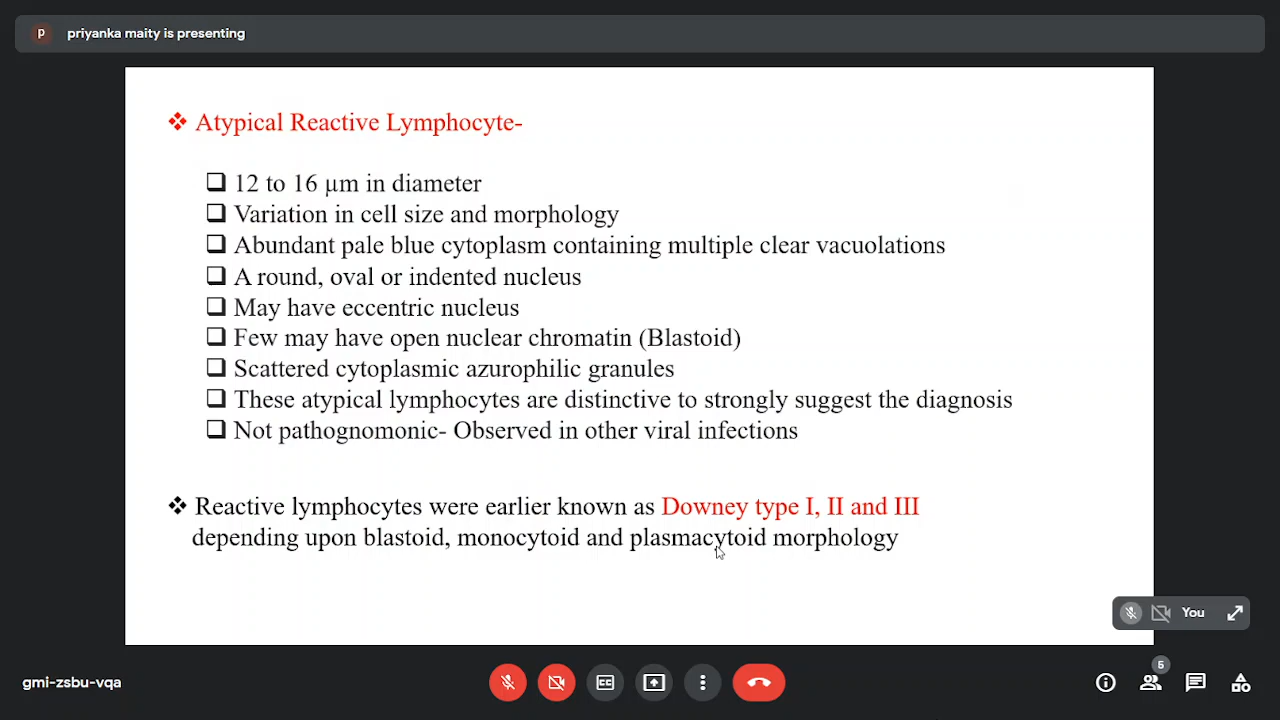 P
priyanka maity is presenting
Atypical Reactive Lymphocyte-
12 to 16 µm in diameter
Variation in cell size and morphology
Abundant pale blue cytoplasm containing multiple clear vacuolations
A round, oval or indented nucleus
May have eccentric nucleus
Few may have open nuclear chromatin (Blastoid)
Scattered cytoplasmic azurophilic granules
These atypical lymphocytes are distinctive to strongly suggest the diagnosis
Not pathognomonic- Observed in other viral infections
Reactive lymphocytes were earlier known as Downey type I, II and III
depending upon blastoid, monocytoid and plasmacytoid morphology
You
gmi-zsbu-vqa
CC
5